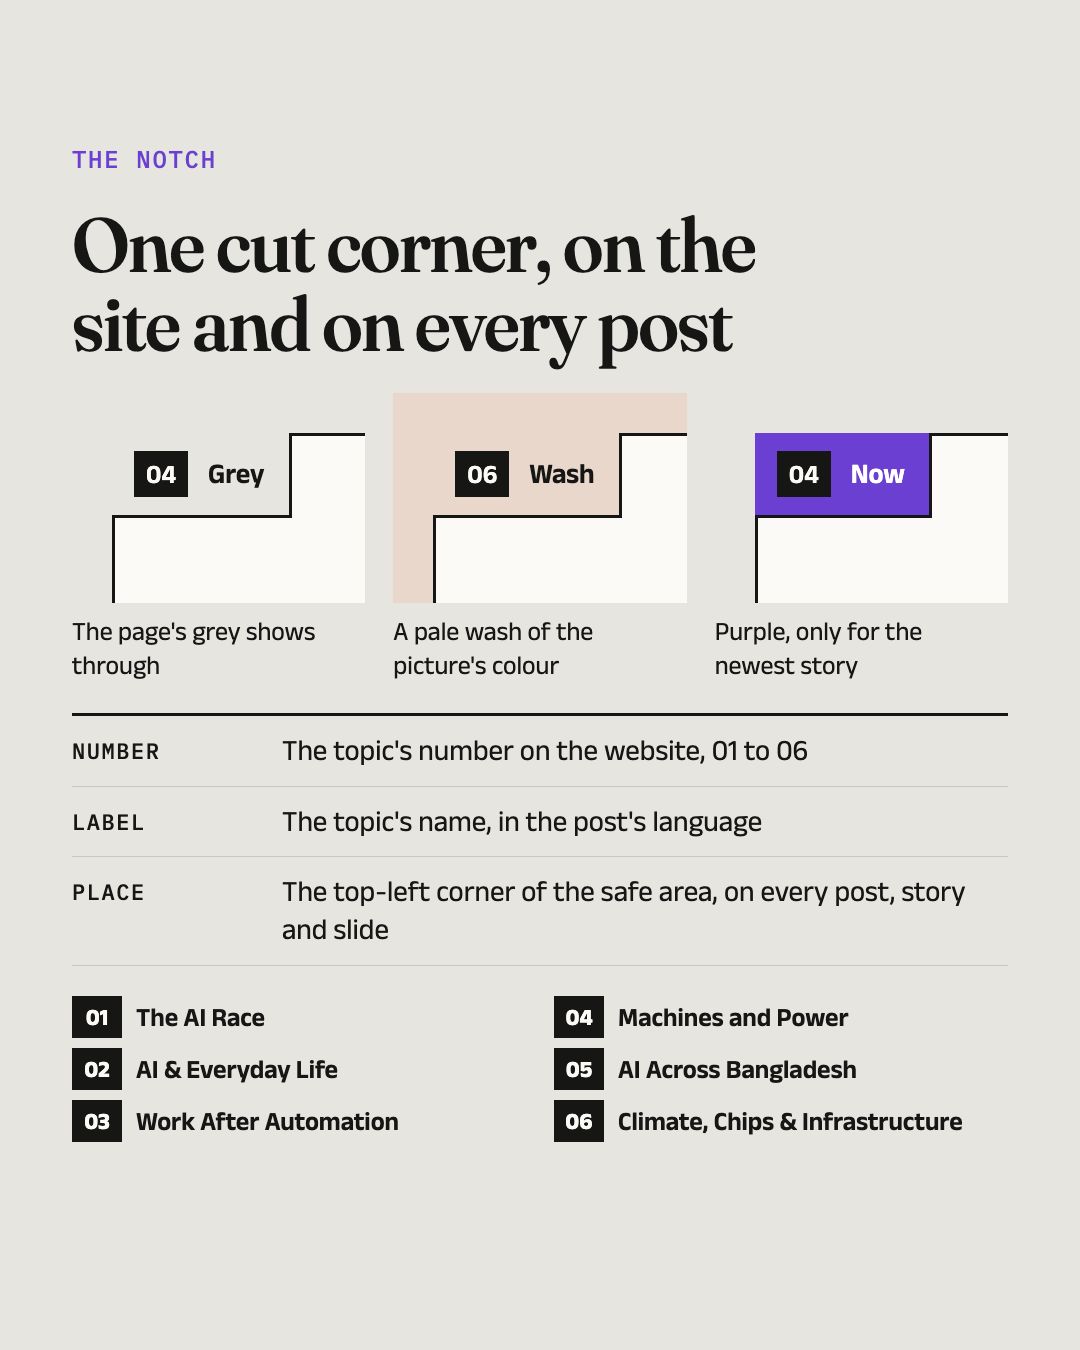 THE NOTCH
One cut corner, on the
site and on every post
04 Grey
06 Wash
04 Now
The page's grey shows
through
A pale wash of the
picture's colour
Purple, only for the
newest story
NUMBER The topic's number on the website, 01 to 06
LABEL The topic's name, in the post's language
PLACE The top-left corner of the safe area, on every post, story
and slide
01 The AI Race
02 AI & Everyday Life
03 Work After Automation
04 Machines and Power
05 AI Across Bangladesh
06 Climate, Chips & Infrastructure